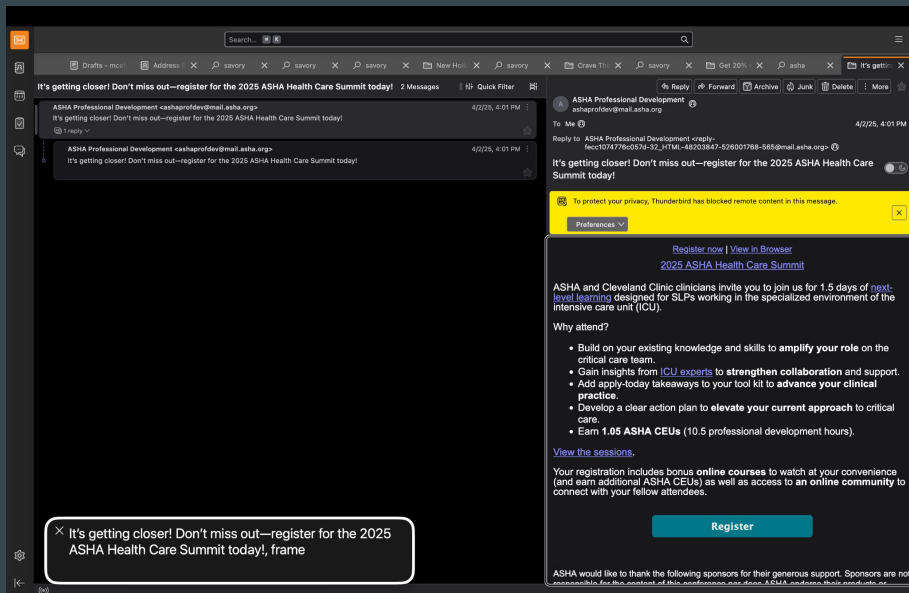 Search... ⌘ K
Drafts - mca
Address B
savory
savory
savory
New Holi
savory
Crave The
savory
Get 20%
asha
It's gettin
It's getting closer! Don't miss out—register for the 2025 ASHA Health Care Summit today! 2 Messages Quick Filter
ASHA Professional Development <ashaprofdev@mail.asha.org> 4/2/25, 4:01 PM
It's getting closer! Don't miss out—register for the 2025 ASHA Health Care Summit today!
1 reply
ASHA Professional Development <ashaprofdev@mail.asha.org> 4/2/25, 4:01 PM
It's getting closer! Don't miss out—register for the 2025 ASHA Health Care Summit today!
Reply Forward Archive Junk Delete More
A
ASHA Professional Development
ashaprofdev@mail.asha.org
To Me 4/2/25, 4:01 PM
Reply to ASHA Professional Development <reply-
fecc1074776c057d-32_HTML-48203847-526001768-565@mail.asha.org>
It's getting closer! Don't miss out—register for the 2025 ASHA Health Care
Summit today!
To protect your privacy, Thunderbird has blocked remote content in this message.
Preferences
Register now | View in Browser
2025 ASHA Health Care Summit
ASHA and Cleveland Clinic clinicians invite you to join us for 1.5 days of next-
level learning designed for SLPs working in the specialized environment of the
intensive care unit (ICU).
Why attend?
• Build on your existing knowledge and skills to amplify your role on the
critical care team.
• Gain insights from ICU experts to strengthen collaboration and support.
• Add apply-today takeaways to your tool kit to advance your clinical
practice.
• Develop a clear action plan to elevate your current approach to critical
care.
• Earn 1.05 ASHA CEUs (10.5 professional development hours).
View the sessions.
Your registration includes bonus online courses to watch at your convenience
(and earn additional ASHA CEUs) as well as access to an online community to
connect with your fellow attendees.
Register
ASHA would like to thank the following sponsors for their generous support. Sponsors are not
responsible for the content of this conference nor does ASHA endorse their products or
It's getting closer! Don't miss out—register for the 2025
ASHA Health Care Summit today!, frame